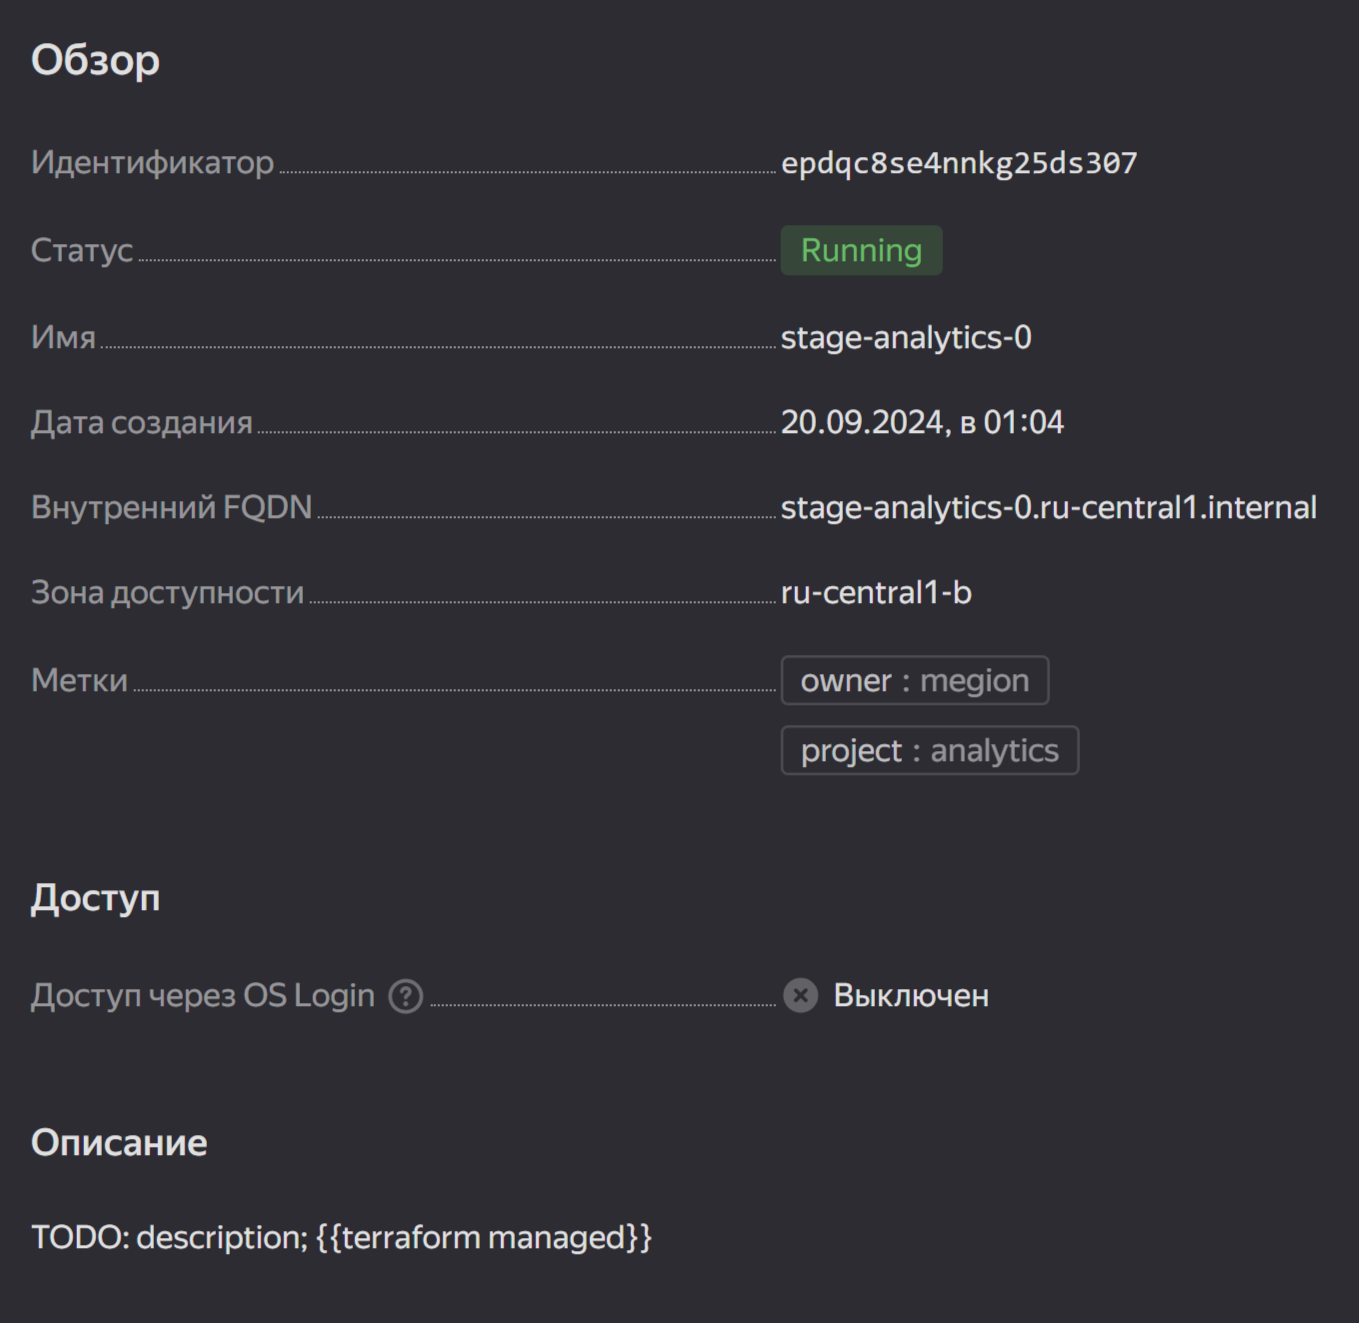 Обзор
Идентификатор epdqc8se4nnkg25ds307
Статус Running
Имя stage-analytics-0
Дата создания 20.09.2024, в 01:04
Внутренний FQDN stage-analytics-0.ru-central1.internal
Зона доступности ru-central1-b
Метки owner : megion
project : analytics
Доступ
Доступ через OS Login ? Выключен
Описание
TODO: description; {{terraform managed}}